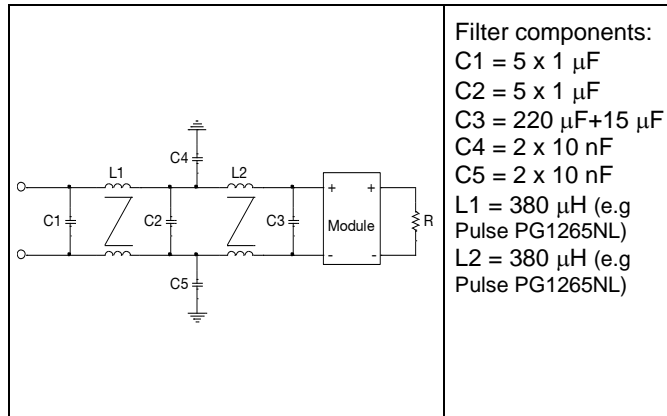 C4
L1
L2
C1
C2
C3
C5
+
+
Module
-
-
R
Filter components:
C1 = 5 x 1 μF
C2 = 5 x 1 μF
C3 = 220 μF+15 μF
C4 = 2 x 10 nF
C5 = 2 x 10 nF
L1 = 380 μH (e.g
Pulse PG1265NL)
L2 = 380 μH (e.g
Pulse PG1265NL)